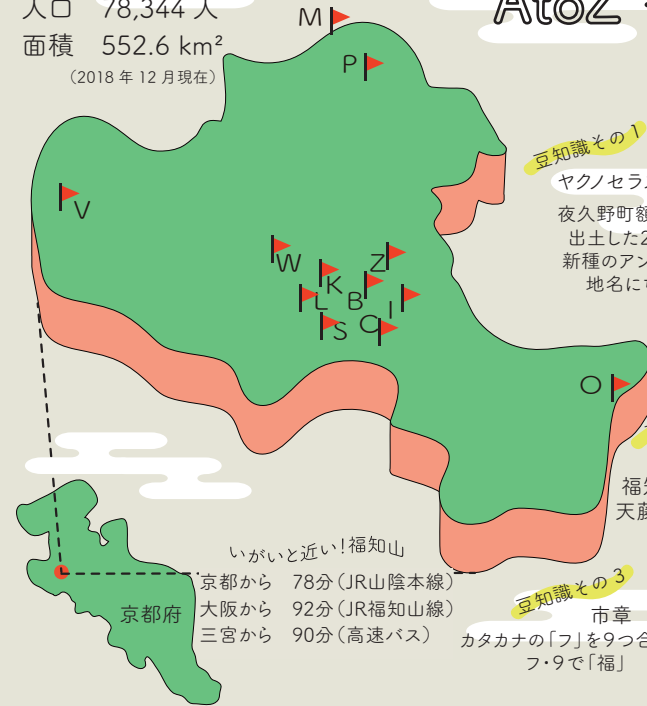 人口 78,344 人
面積 552.6 km²
（2018 年 12 月現在）
AtoZ
M
P
V
W
K
Z
L
B
I
S
C
O
豆知識その 1
ヤクノセラ
夜久野町額
出土した2
新種のアン
地名に
福知
天藤
いがいと近い!福知山
京都から 78分（JR山陰本線）
大阪から 92分（JR福知山線）
三宮から 90分（高速バス）
京都府
豆知識その 3
市章
カタカナの「フ」を9つ合
フ・9で「福」